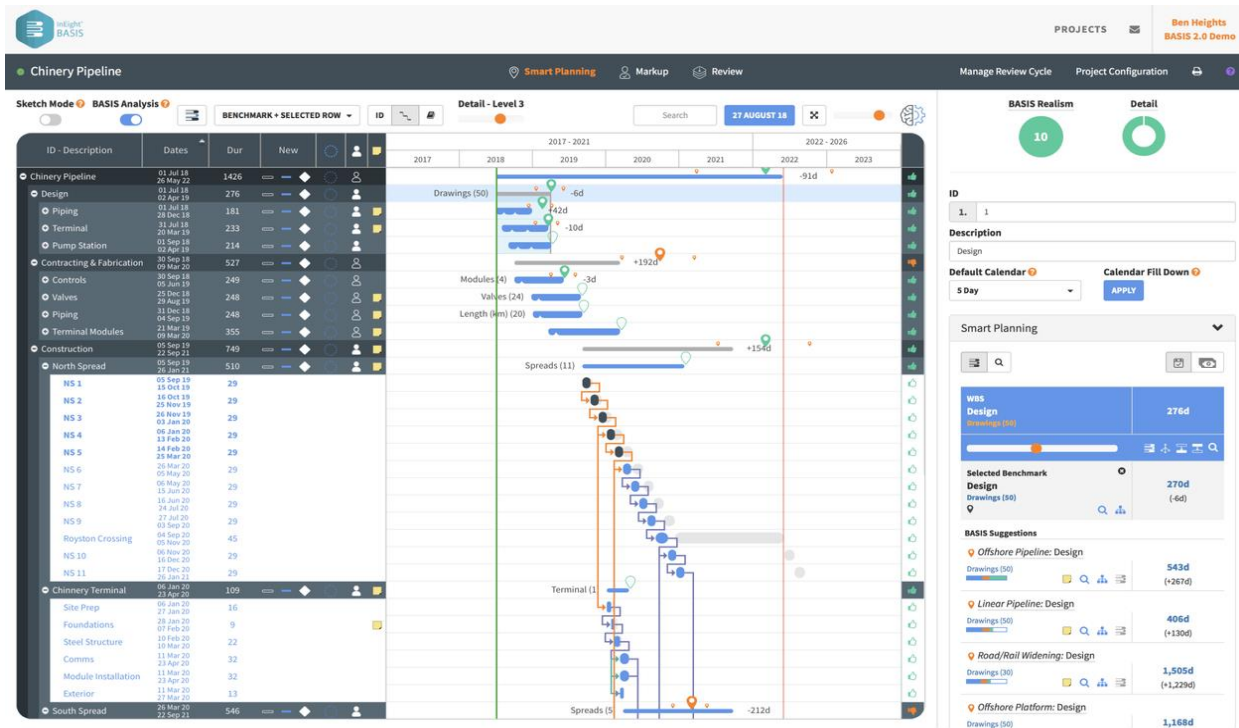 InEight®
BASIS
PROJECTS
Ben Heights
BASIS 2.0 Demo
Chinery Pipeline
Smart Planning
Markup
Review
Manage Review Cycle
Project Configuration
Sketch Mode
BASIS Analysis
BENCHMARK + SELECTED ROW
ID
Detail - Level 3
Search
27 AUGUST 18
BASIS Realism
Detail
10
ID - Description Dates Dur New
2017 - 2021 2022 - 2026
2017 2018 2019 2020 2021 2022 2023
Chinery Pipeline 01 Jul 18 26 May 22 1426 -91d
Design 01 Jul 18 02 Apr 19 276 Drawings (50) -6d
Piping 01 Jul 18 28 Dec 18 181 +42d
Terminal 31 Jul 18 20 Mar 19 233 -10d
Pump Station 01 Sep 18 02 Apr 19 214
Contracting & Fabrication 30 Sep 18 09 Mar 20 527 +192d
Controls 30 Sep 18 05 Jun 19 249 Modules (4) -3d
Valves 25 Dec 18 29 Aug 19 248 Valves (24)
Piping 31 Dec 18 04 Sep 19 248 Length (km) (20)
Terminal Modules 21 Mar 19 09 Mar 20 355
Construction 05 Sep 19 22 Sep 21 749 +154d
North Spread 05 Sep 19 26 Jan 21 510 Spreads (11)
NS 1 05 Sep 19 15 Oct 19 29
NS 2 16 Oct 19 25 Nov 19 29
NS 3 26 Nov 19 03 Jan 20 29
NS 4 06 Jan 20 13 Feb 20 29
NS 5 14 Feb 20 25 Mar 20 29
NS 6 26 Mar 20 05 May 20 29
NS 7 06 May 20 15 Jun 20 29
NS 8 16 Jun 20 24 Jul 20 29
NS 9 27 Jul 20 03 Sep 20 29
Royston Crossing 04 Sep 20 05 Nov 20 45
NS 10 06 Nov 20 16 Dec 20 29
NS 11 17 Dec 20 26 Jan 21 29
Chinnery Terminal 06 Jan 20 23 Apr 20 109 Terminal (1
Site Prep 06 Jan 20 27 Jan 20 16
Foundations 28 Jan 20 07 Feb 20 9
Steel Structure 10 Feb 20 10 Mar 20 22
Comms 11 Mar 20 23 Apr 20 32
Module Installation 11 Mar 20 23 Apr 20 32
Exterior 11 Mar 20 27 Mar 20 13
South Spread 26 Mar 20 22 Sep 21 546 Spreads (5 -212d
ID
1. 1
Description
Design
Default Calendar
Calendar Fill Down
5 Day
APPLY
Smart Planning
WBS
Design 276d
Drawings (50)
Selected Benchmark
Design 270d
Drawings (50) (-6d)
BASIS Suggestions
Offshore Pipeline: Design
Drawings (50) 543d
(+267d)
Linear Pipeline: Design
Drawings (50) 406d
(+130d)
Road/Rail Widening: Design
Drawings (30) 1,505d
(+1,229d)
Offshore Platform: Design
Drawings (50) 1,168d